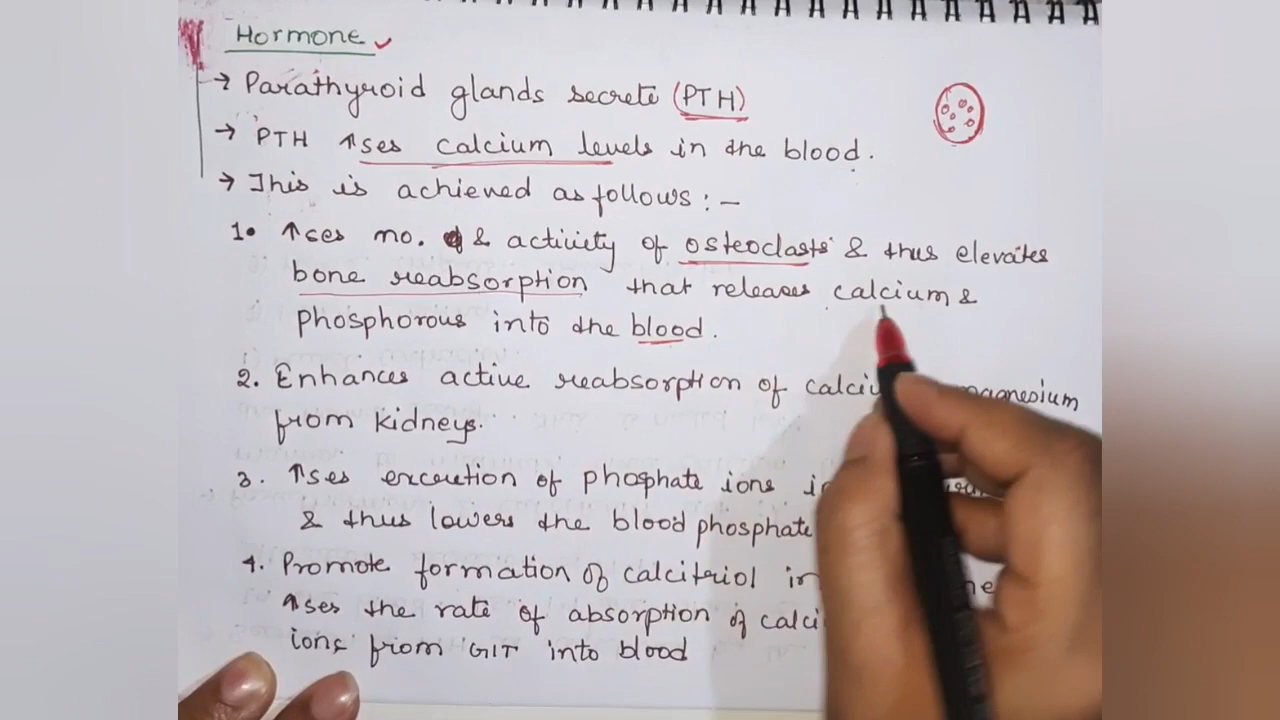 Hormone
→ Parathyroid glands secrete (PTH)
→ PTH ↑ses calcium levels in the blood.
→ This is achieved as follows :-
1. ↑ses no. & activity of osteoclasts & thus elevates
bone reabsorption that releases calcium &
phosphorous into the blood.
2. Enhances active reabsorption of magnesium
from kidneys.
3. ↑ses excretion of phosphate ions
& thus lowers the blood phosphate
4. Promote formation of calcitriol
↑ses the rate of absorption of
ions from GIT into blood